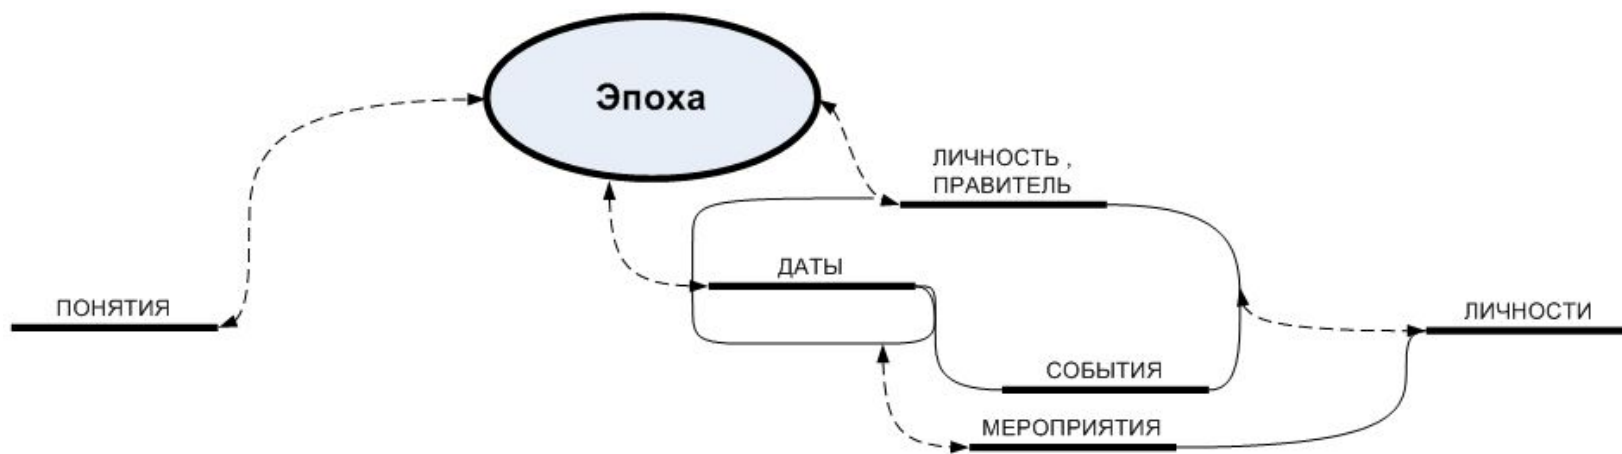 Эпоха
ЛИЧНОСТЬ ,
ПРАВИТЕЛЬ
ДАТЫ
ПОНЯТИЯ
ЛИЧНОСТИ
СОБЫТИЯ
МЕРОПРИЯТИЯ